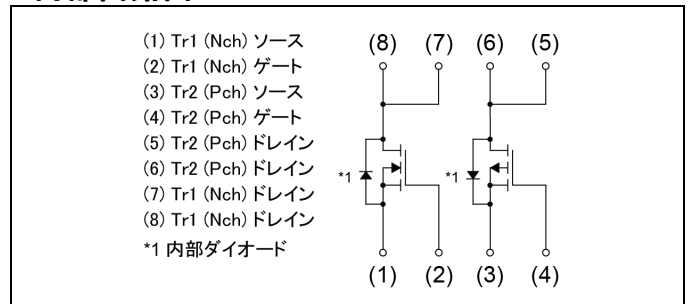 (1) Tr1 (Nch) ソース
(2) Tr1 (Nch) ゲート
(3) Tr2 (Pch) ソース
(4) Tr2 (Pch) ゲート
(5) Tr2 (Pch) ドレイン
(6) Tr2 (Pch) ドレイン
(7) Tr1 (Nch) ドレイン
(8) Tr1 (Nch) ドレイン
*1 内部ダイオード
(8) (7) (6) (5)
*1 *1
(1) (2) (3) (4)